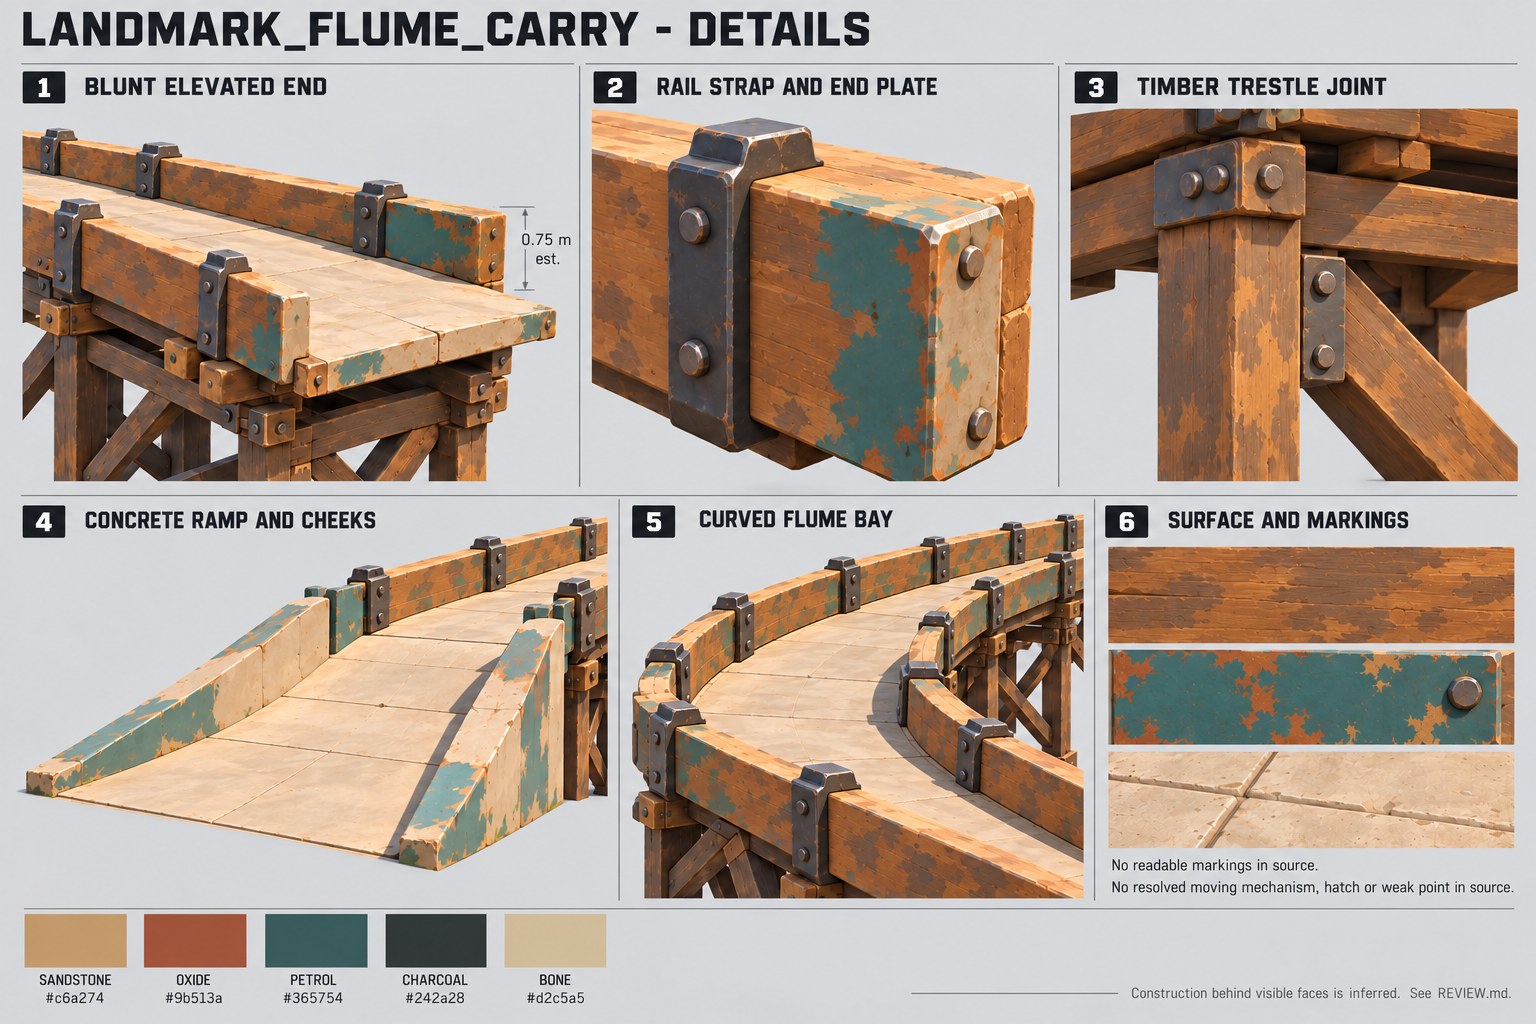 LANDMARK_FLUME_CARRY - DETAILS
1 BLUNT ELEVATED END
2 RAIL STRAP AND END PLATE
3 TIMBER TRESTLE JOINT
0.75 m
est.
4 CONCRETE RAMP AND CHEEKS
5 CURVED FLUME BAY
6 SURFACE AND MARKINGS
No readable markings in source.
No resolved moving mechanism, hatch or weak point in source.
SANDSTONE
#c6a274
OXIDE
#9b513a
PETROL
#365754
CHARCOAL
#242a28
BONE
#d2c5a5
Construction behind visible faces is inferred. See REVIEW.md.